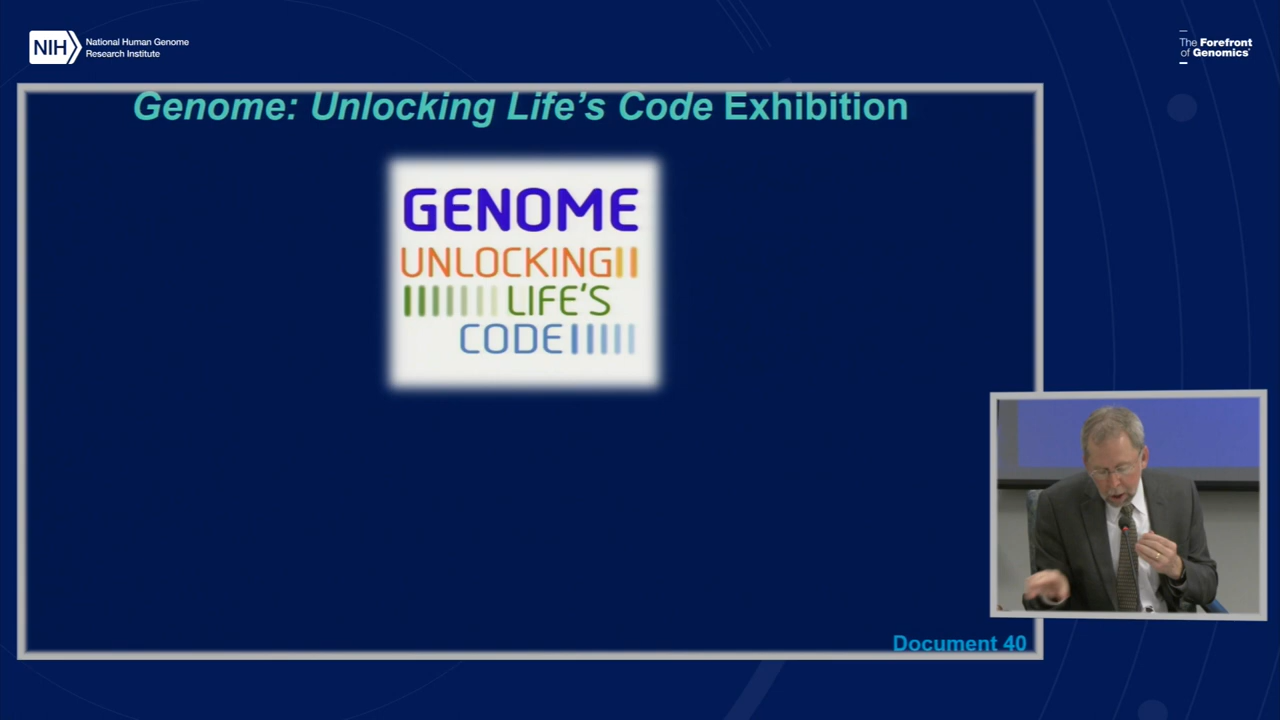 NIH
National Human Genome
Research Institute
The Forefront
of Genomics®
Genome: Unlocking Life's Code Exhibition
GENOME
UNLOCKING
LIFE'S
CODE
Document 40